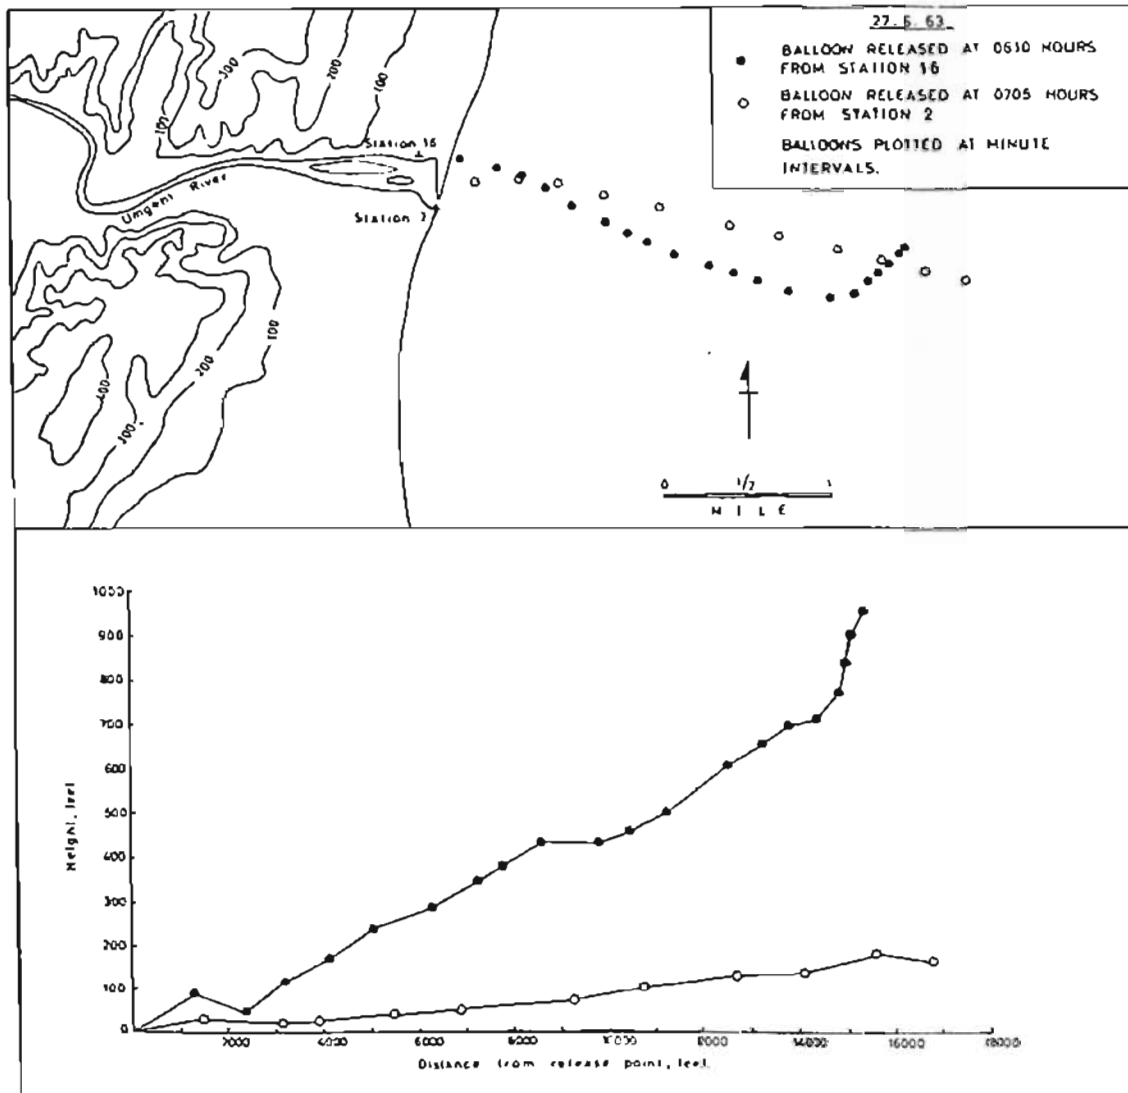 27. 6. 63.
BALLOON RELEASED AT 0630 HOURS
FROM STATION 16
BALLOON RELEASED AT 0705 HOURS
FROM STATION 2
BALLOONS PLOTTED AT MINUTE
INTERVALS.
300
200
100
100
Station 16
Umgeni River
Station 2
100
200
400
300
0 1/2 1
MILE
1000
900
800
700
600
500
400
300
200
100
0
Height, feet
2000 4000 6000 8000 10000 12000 14000 16000 18000
Distance from release point, feet.